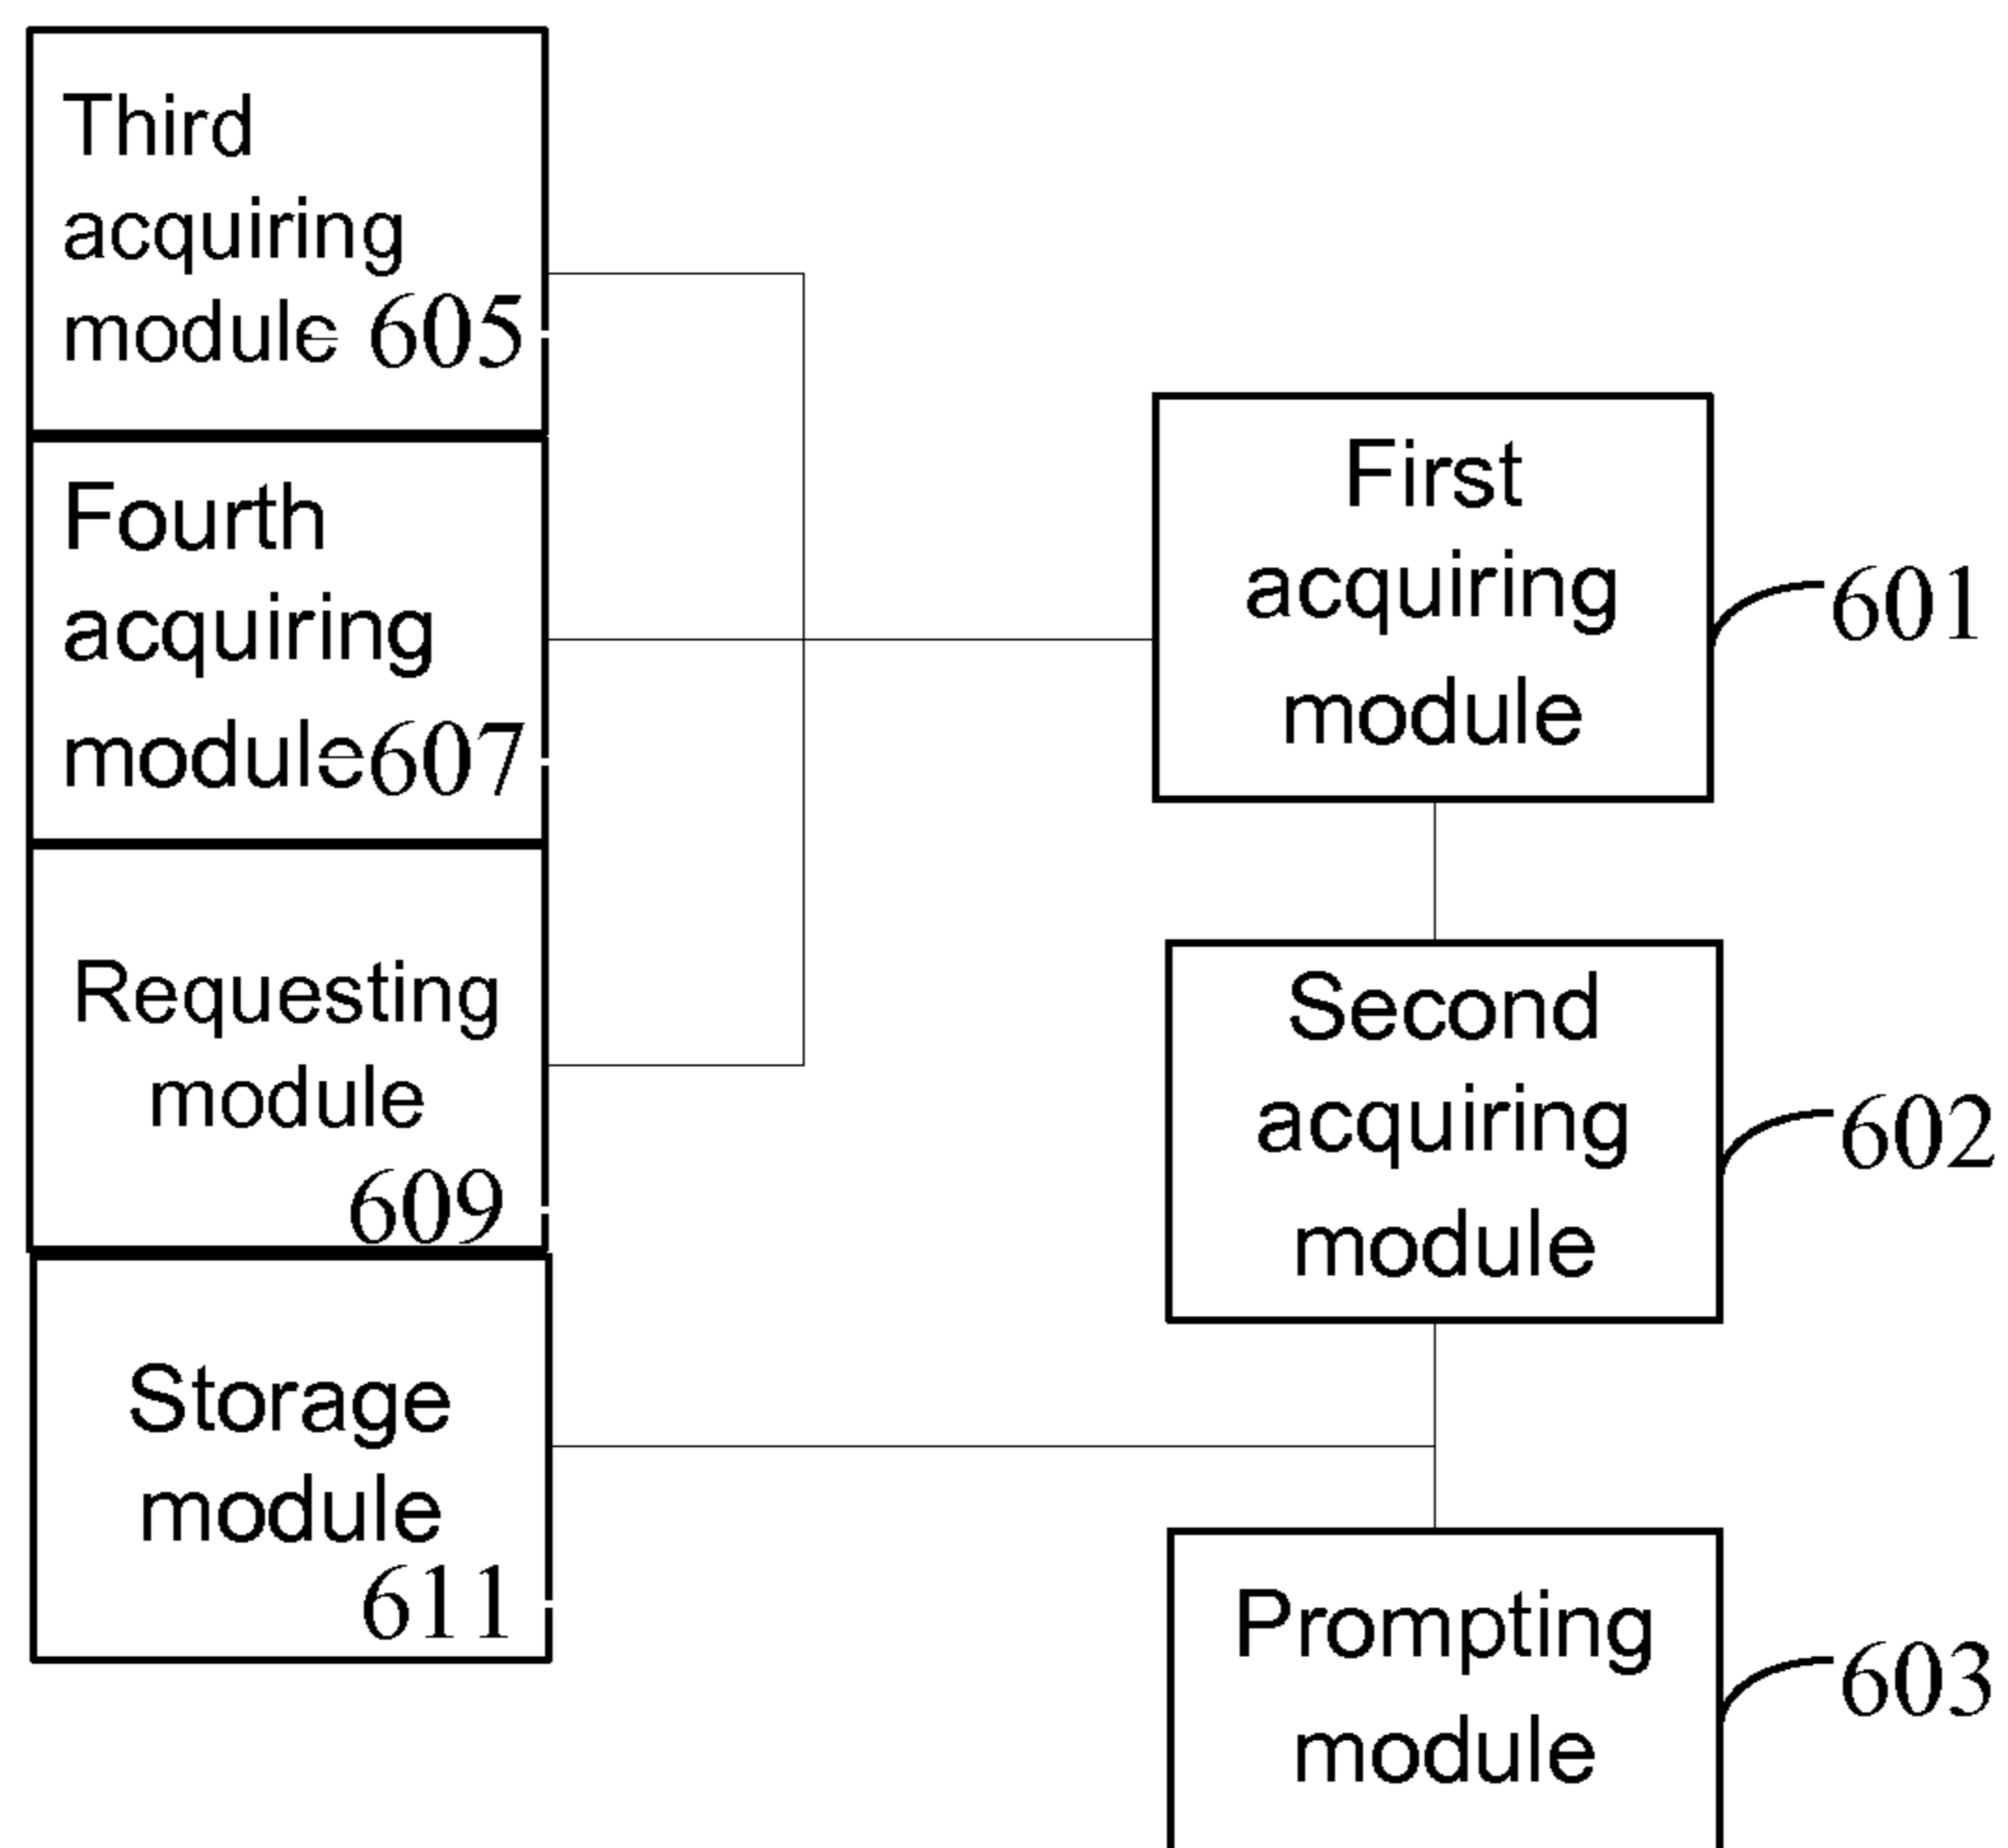 Third
acquiring
module 605
Fourth
acquiring
module607
Requesting
module
609
Storage
module
611
First
acquiring
module
601
Second
acquiring
module
602
Prompting
module
603